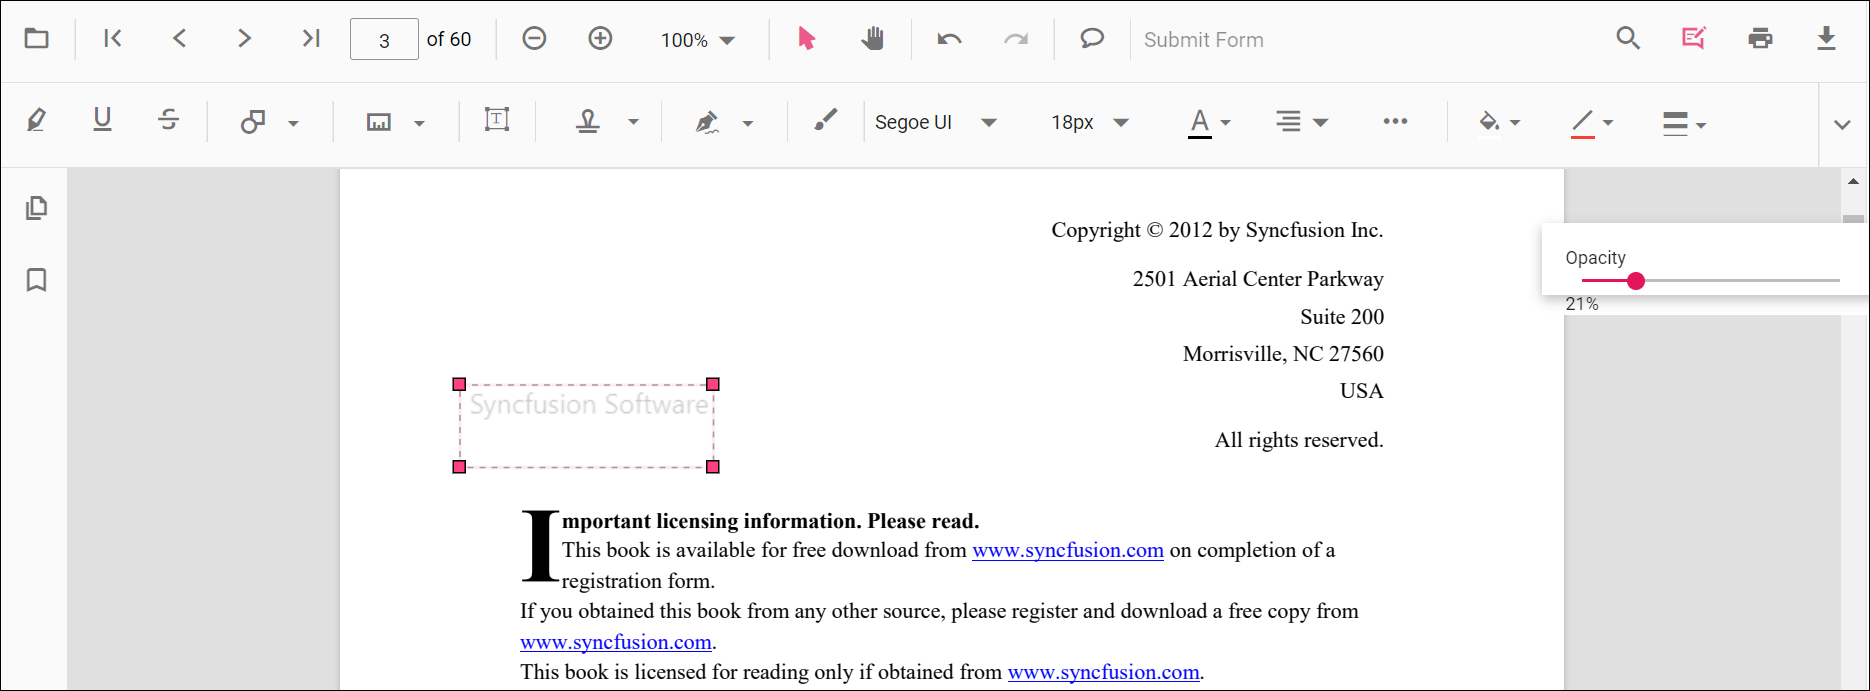 3 of 60 100% Submit Form
U S T Segoe UI 18px A
Copyright © 2012 by Syncfusion Inc.
Opacity
2501 Aerial Center Parkway
21%
Suite 200
Morrisville, NC 27560
USA
Syncfusion Software
All rights reserved.
Important licensing information. Please read.
This book is available for free download from www.syncfusion.com on completion of a
registration form.
If you obtained this book from any other source, please register and download a free copy from
www.syncfusion.com.
This book is licensed for reading only if obtained from www.syncfusion.com.